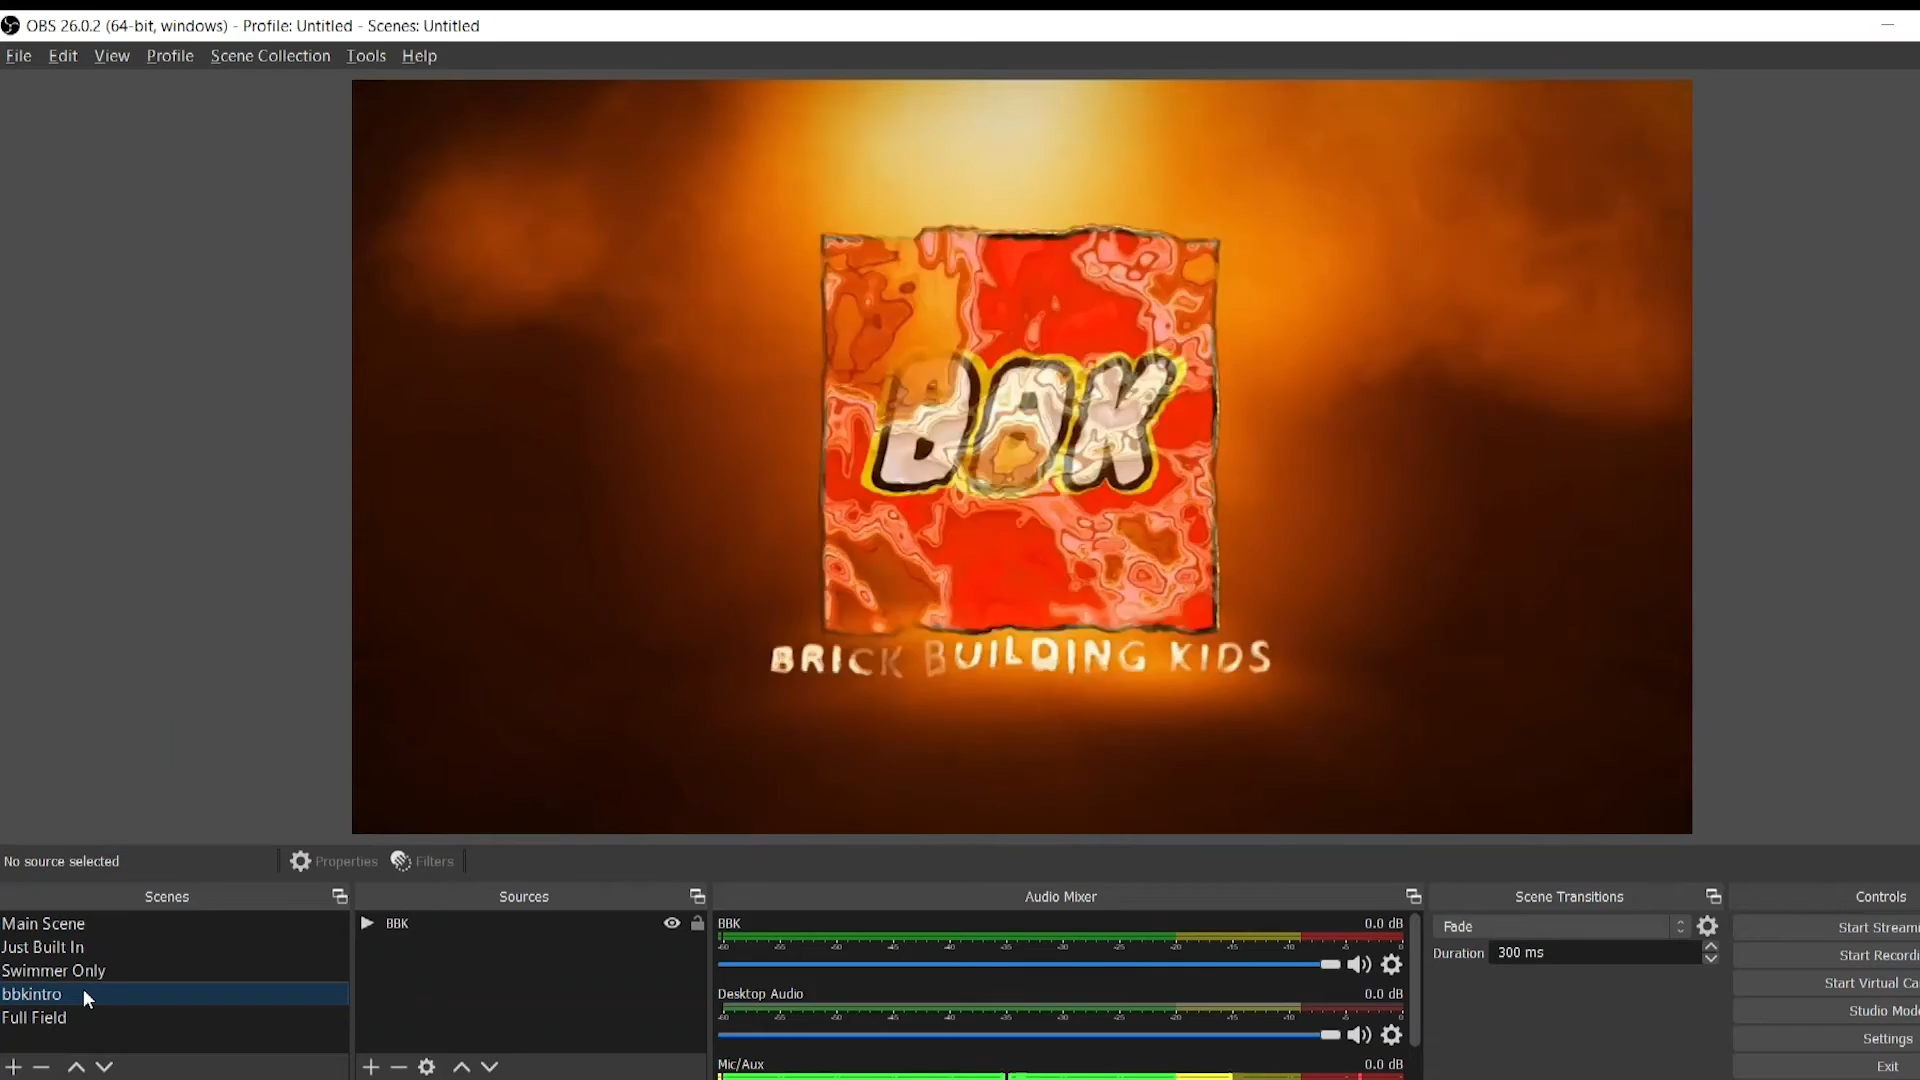 OBS 26.0.2 (64-bit, windows) - Profile: Untitled - Scenes: Untitled
File Edit View Profile Scene Collection Tools Help
BBK
BRICK BUILDING KIDS
No source selected Properties Filters
Scenes Sources Audio Mixer Scene Transitions Controls
Main Scene
Just Built In
Swimmer Only
bbkintro
Full Field
BBK
BBK 0.0 dB
Desktop Audio 0.0 dB
Mic/Aux 0.0 dB
Fade
Duration 300 ms
Start Streami
Start Recordi
Start Virtual Ca
Studio Mod
Settings
Exit